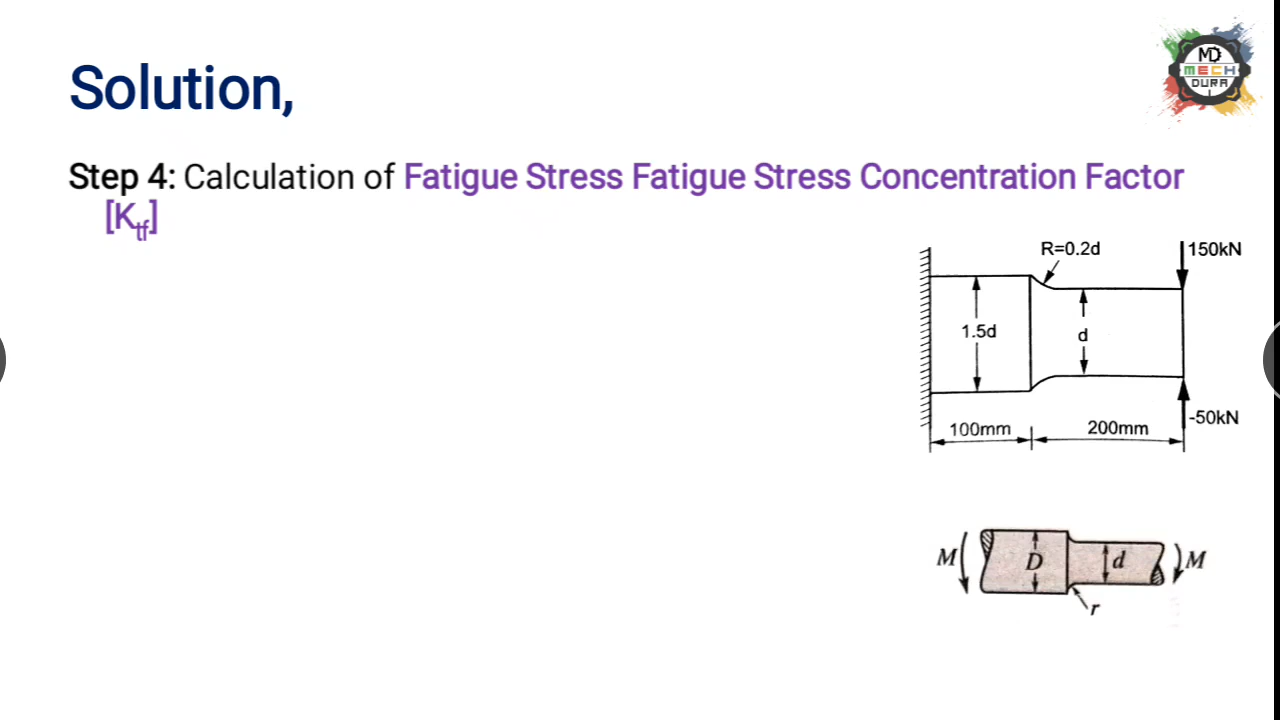 MD
MECH
DURA
Solution,
Step 4: Calculation of Fatigue Stress Fatigue Stress Concentration Factor
[Ktf]
R=0.2d
150kN
1.5d
d
-50kN
100mm
200mm
M
D
d
M
r